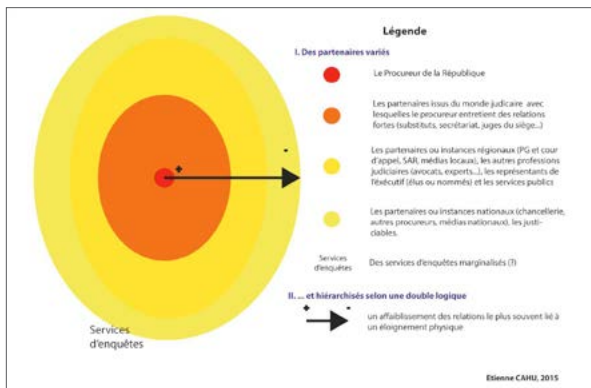 Légende
I. Des partenaires variés
Le Procureur de la République
Les partenaires issus du monde judicaire avec
lesquelles le procureur entretient des relations
fortes (substituts, secrétariat, juges du siège...)
Les partenaires ou instances régionaux (PG et cour
d'appel, SAR, médias locaux), les autres professions
judiciaires (avocats, experts...), les représentants de
l'éxécutif (élus ou nommés) et les services publics
Les partenaires ou instances nationaux (chancellerie,
autres procureurs, médias nationaux), les justi-
ciables.
Services
d'enquêtes
Des services d'enquêtes marginalisés (?)
II. ... et hiérarchisés selon une double logique
+ -
un affaiblissement des relations le plus souvent lié à
un éloignement physique
+ -
Services
d'enquêtes
Etienne CAHU, 2015